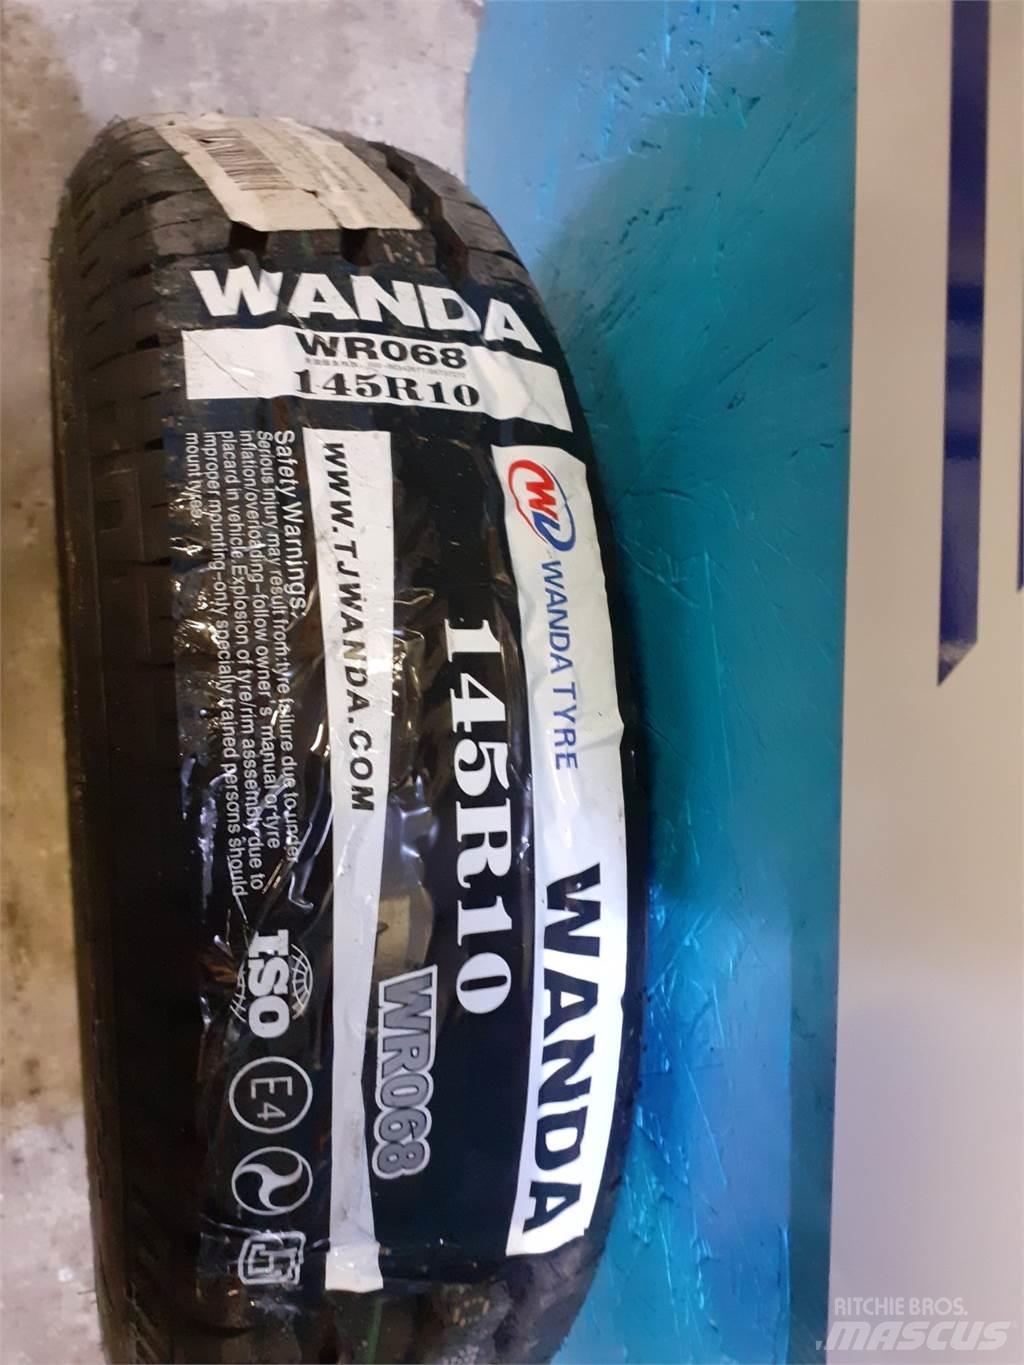 WANDA
WR068
145R10
WD WANDA TYRE
WANDA
145R10
WR068
WWW.TJWANDA.COM
Safety Warnings:
Serious injury may result from:tyre failure due to under
inflation/overloading-follow owner's manual or tyre
placard in vehicle.Explosion of tyre/rim asssembly due to
improper mounting-only specially trained persons should
mount tyres.
ISO
E4
RITCHIE BROS.
MASCUS